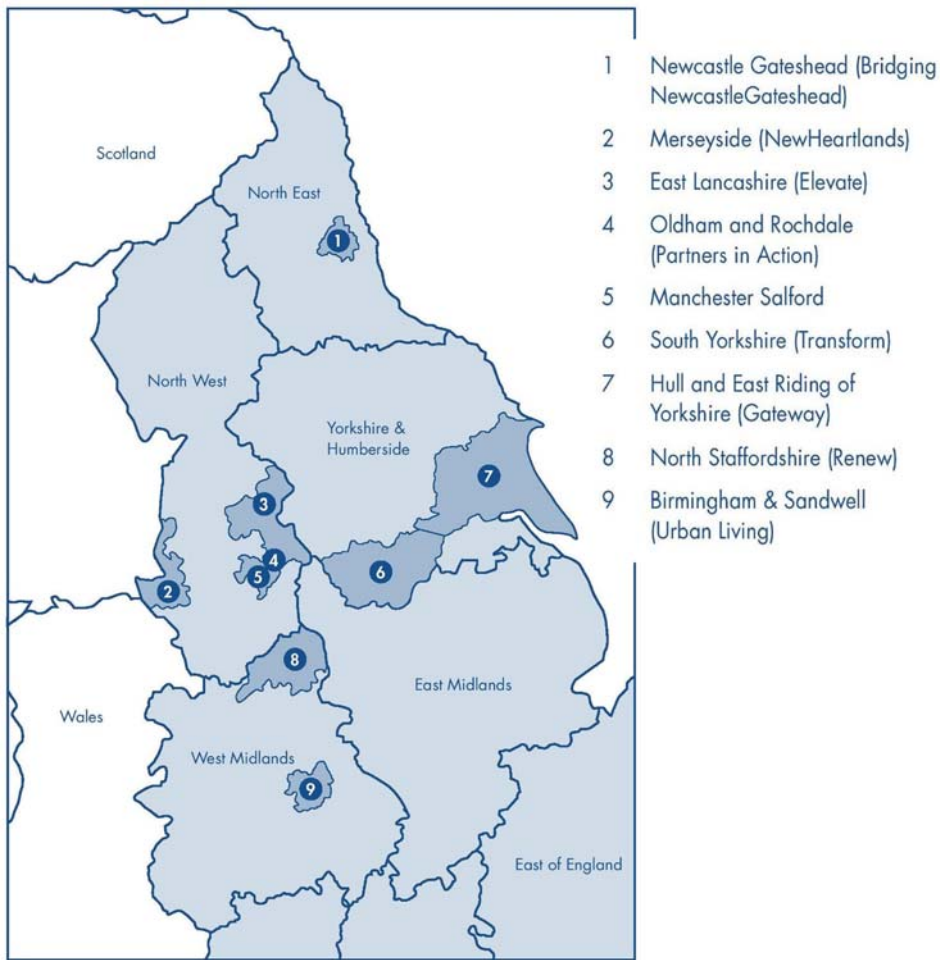 Scotland
North East
1
North West
Yorkshire &
Humberside
7
3
4
5
6
2
8
East Midlands
Wales
West Midlands
9
East of England
1 Newcastle Gateshead (Bridging
NewcastleGateshead)
2 Merseyside (NewHeartlands)
3 East Lancashire (Elevate)
4 Oldham and Rochdale
(Partners in Action)
5 Manchester Salford
6 South Yorkshire (Transform)
7 Hull and East Riding of
Yorkshire (Gateway)
8 North Staffordshire (Renew)
9 Birmingham & Sandwell
(Urban Living)